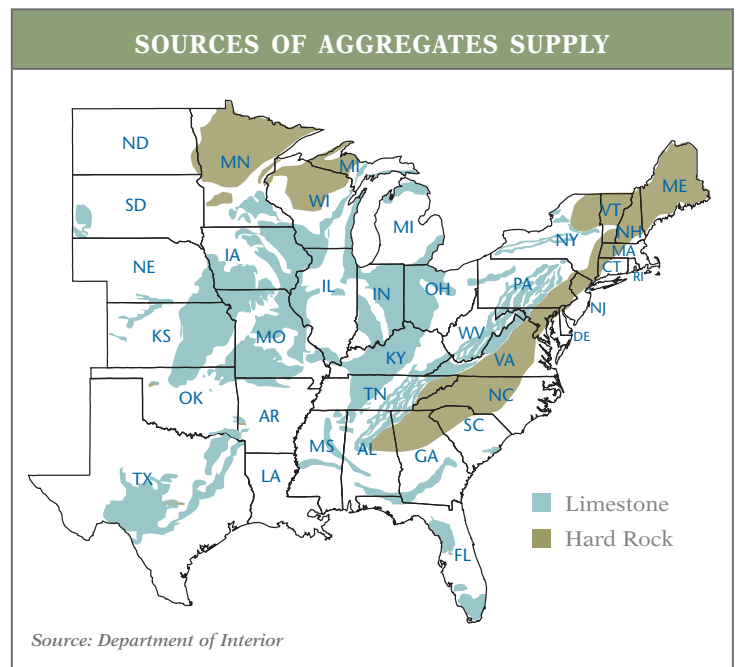 SOURCES OF AGGREGATES SUPPLY
ND
MN
MI
ME
SD
WI
VT
MI
NH
NY
MA
IA
CT
RI
NE
IL
IN
OH
PA
NJ
KS
MO
WV
DE
KY
VA
OK
TN
NC
AR
SC
MS
AL
GA
TX
LA
Limestone
Hard Rock
FL
Source: Department of Interior